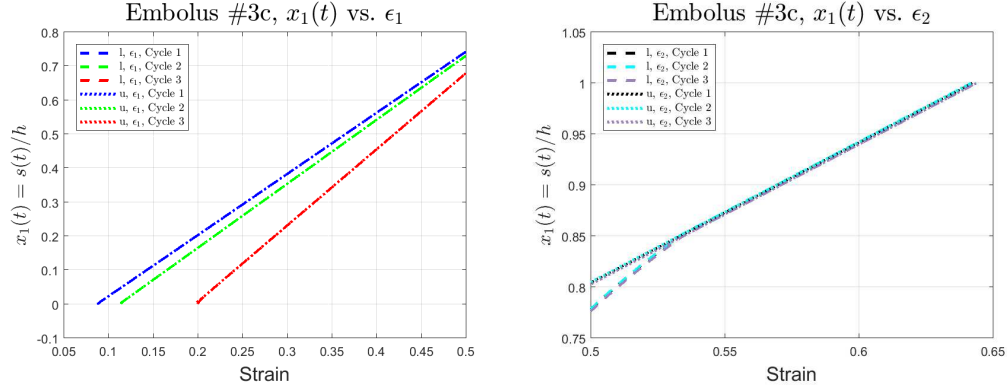 Embolus #3c, x₁(t) vs. ϵ₁
0.8
0.7
0.6
0.5
0.4
0.3
0.2
0.1
0
-0.1
x₁(t) = s(t)/h
l, ϵ₁, Cycle 1
l, ϵ₁, Cycle 2
l, ϵ₁, Cycle 3
u, ϵ₁, Cycle 1
u, ϵ₁, Cycle 2
u, ϵ₁, Cycle 3
0.05 0.1 0.15 0.2 0.25 0.3 0.35 0.4 0.45 0.5
Strain
Embolus #3c, x₁(t) vs. ϵ₂
1.05
1
0.95
0.9
0.85
0.8
0.75
x₁(t) = s(t)/h
l, ϵ₂, Cycle 1
l, ϵ₂, Cycle 2
l, ϵ₂, Cycle 3
u, ϵ₂, Cycle 1
u, ϵ₂, Cycle 2
u, ϵ₂, Cycle 3
0.5 0.55 0.6 0.65
Strain